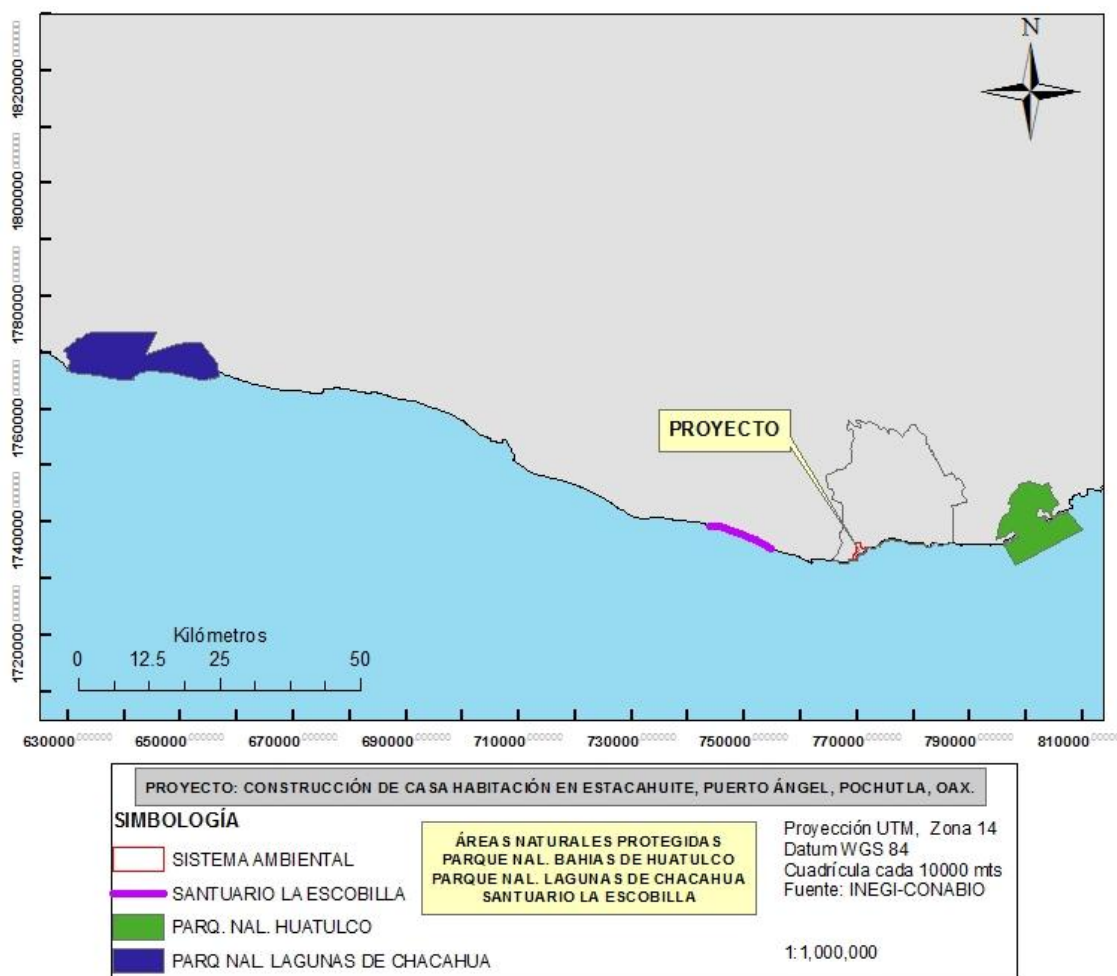 N
1820000
1800000
1780000
1760000
1740000
1720000
PROYECTO
Kilómetros
0 12.5 25 50
630000 650000 670000 690000 710000 730000 750000 770000 790000 810000
PROYECTO: CONSTRUCCIÓN DE CASA HABITACIÓN EN ESTACAHUITE, PUERTO ÁNGEL, POCHUTLA, OAX.
SIMBOLOGÍA
SISTEMA AMBIENTAL
SANTUARIO LA ESCOBILLA
PARQ. NAL. HUATULCO
PARQ NAL. LAGUNAS DE CHACAHUA
ÁREAS NATURALES PROTEGIDAS
PARQUE NAL. BAHIAS DE HUATULCO
PARQUE NAL. LAGUNAS DE CHACAHUA
SANTUARIO LA ESCOBILLA
Proyección UTM, Zona 14
Datum WGS 84
Cuadrícula cada 10000 mts
Fuente: INEGI-CONABIO
1:1,000,000